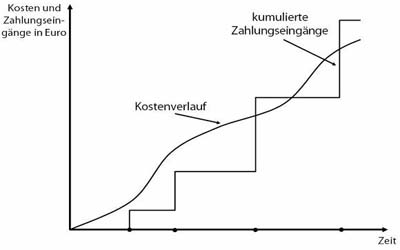 Kosten und
Zahlungsein-
gänge in Euro
kumulierte
Zahlungseingänge
Kostenverlauf
Zeit